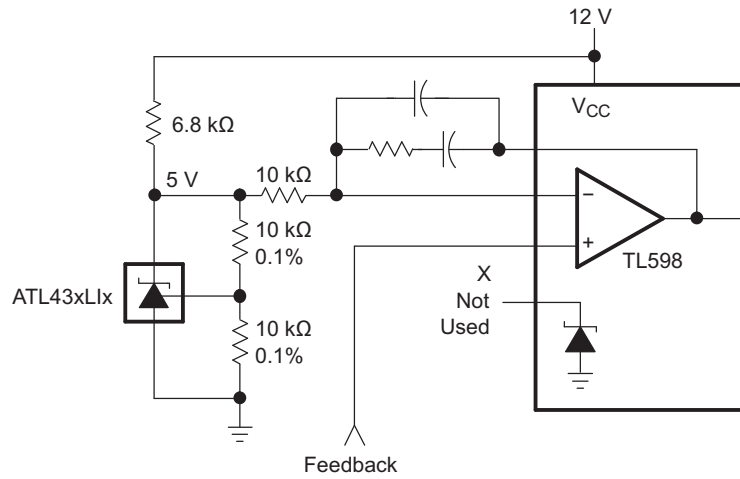 12 V
V_CC
6.8 kΩ
5 V
10 kΩ
10 kΩ
0.1%
−
+
TL598
ATL43xLIx
X
Not
Used
10 kΩ
0.1%
Feedback